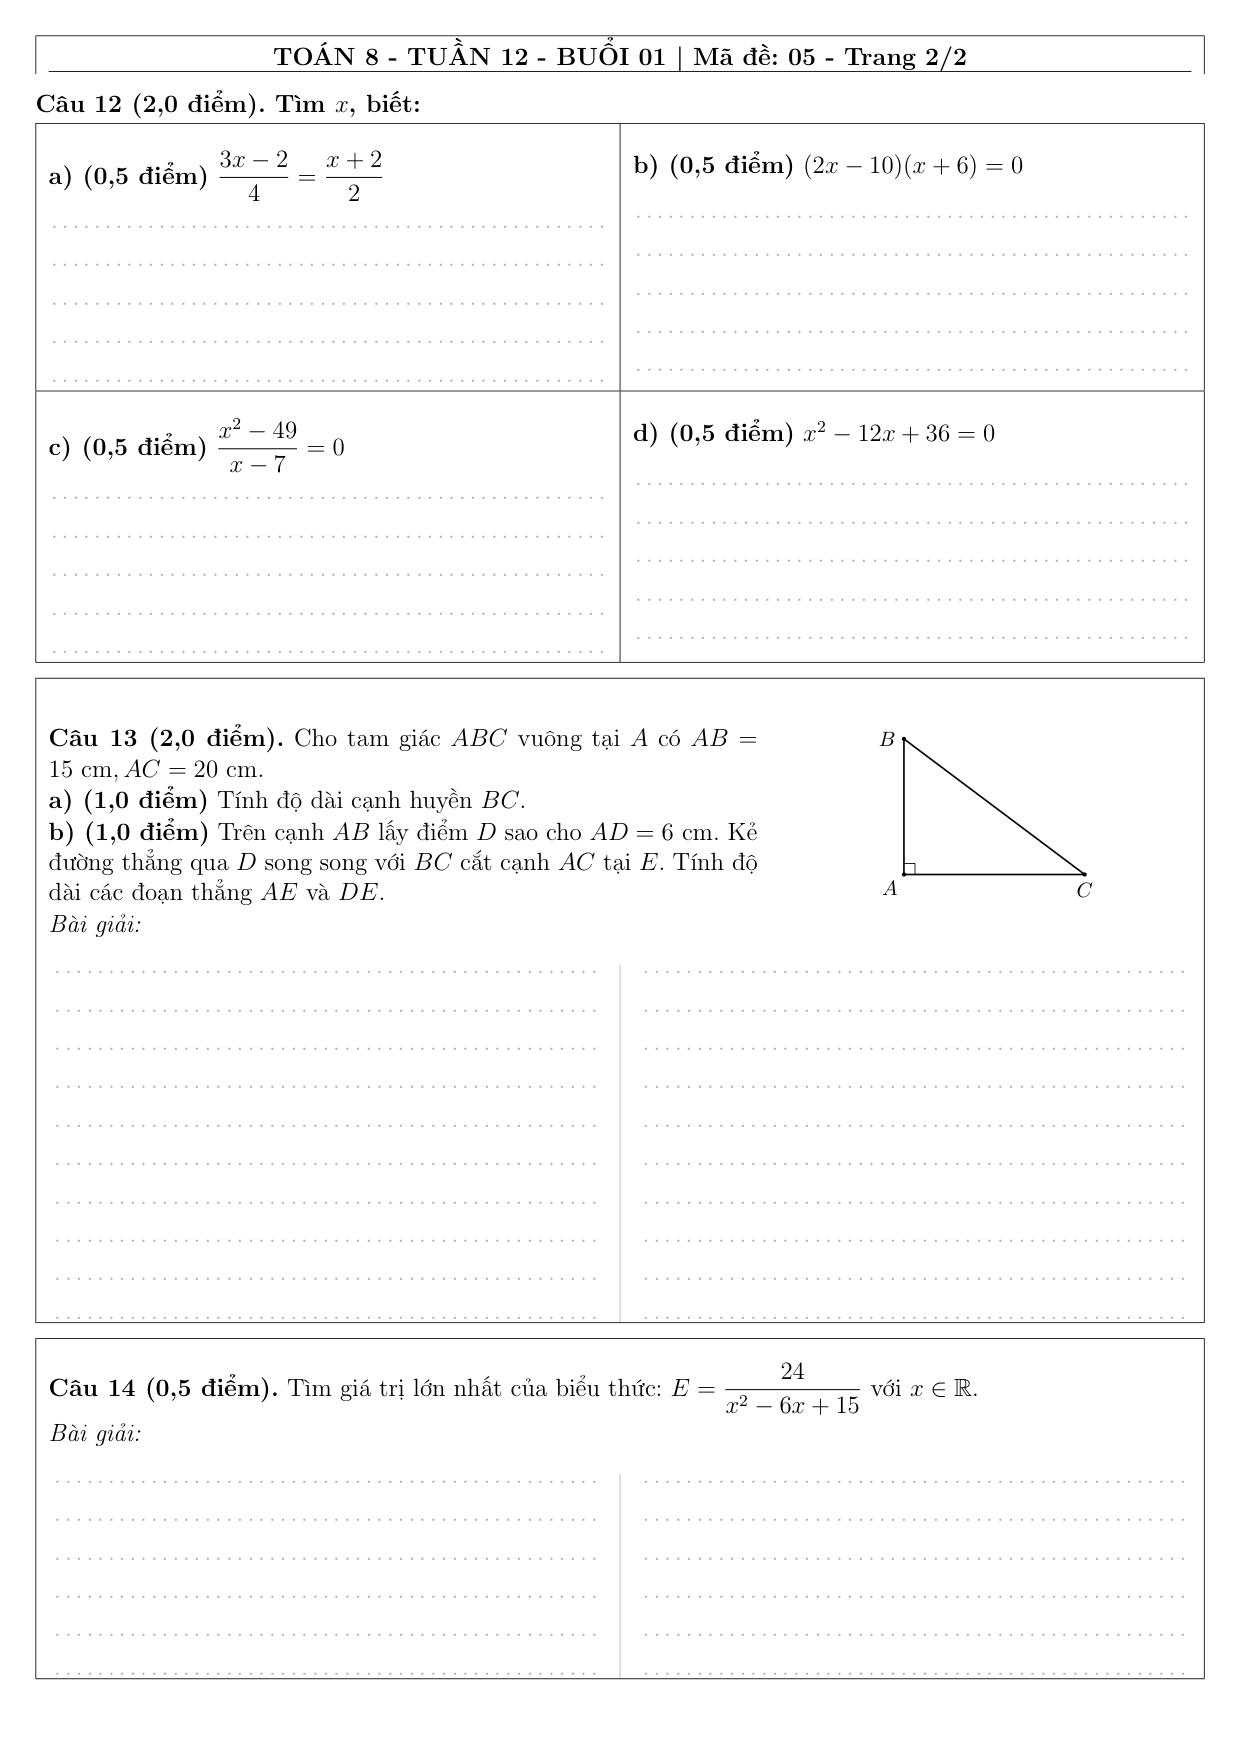 TOÁN 8 - TUẦN 12 - BUỔI 01 | Mã đề: 05 - Trang 2/2
Câu 12 (2,0 điểm). Tìm x, biết:
a) (0,5 điểm) \frac{3x − 2}{4} = \frac{x + 2}{2}
b) (0,5 điểm) (2x − 10)(x + 6) = 0
c) (0,5 điểm) \frac{x² − 49}{x − 7} = 0
d) (0,5 điểm) x² − 12x + 36 = 0
Câu 13 (2,0 điểm). Cho tam giác ABC vuông tại A có AB =
15 cm, AC = 20 cm.
a) (1,0 điểm) Tính độ dài cạnh huyền BC.
b) (1,0 điểm) Trên cạnh AB lấy điểm D sao cho AD = 6 cm. Kẻ
đường thẳng qua D song song với BC cắt cạnh AC tại E. Tính độ
dài các đoạn thẳng AE và DE.
Bài giải:
B
A
C
Câu 14 (0,5 điểm). Tìm giá trị lớn nhất của biểu thức: E = \frac{24}{x² − 6x + 15} với x ∈ ℝ.
Bài giải: